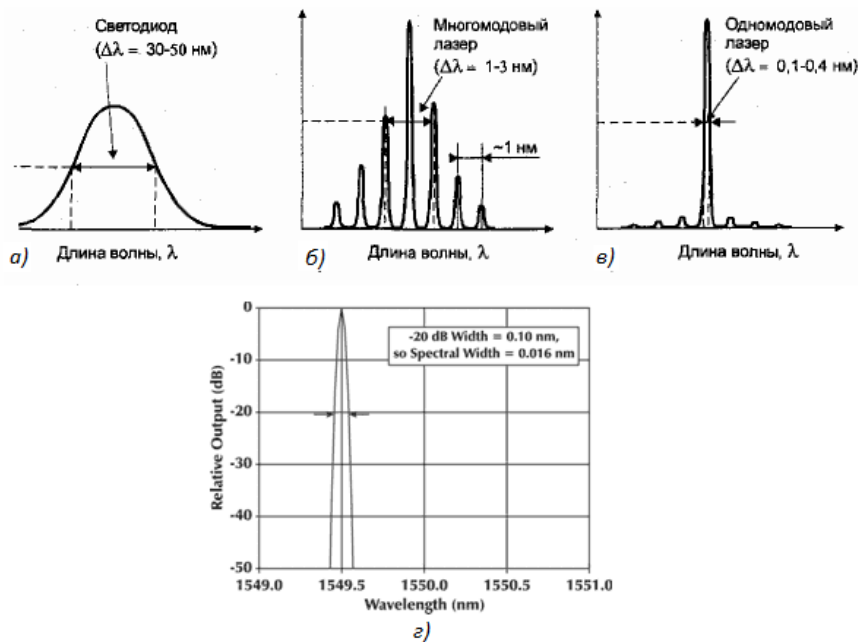 Светодиод
(Δλ = 30-50 нм)
а)
Длина волны, λ
Многомодовый
лазер
(Δλ = 1-3 нм)
~1 нм
б)
Длина волны, λ
Одномодовый
лазер
(Δλ = 0,1-0,4 нм)
в)
Длина волны, λ
-20 dB Width = 0.10 nm,
so Spectral Width = 0.016 nm
Relative Output (dB)
0
-10
-20
-30
-40
-50
1549.0 1549.5 1550.0 1550.5 1551.0
Wavelength (nm)
г)